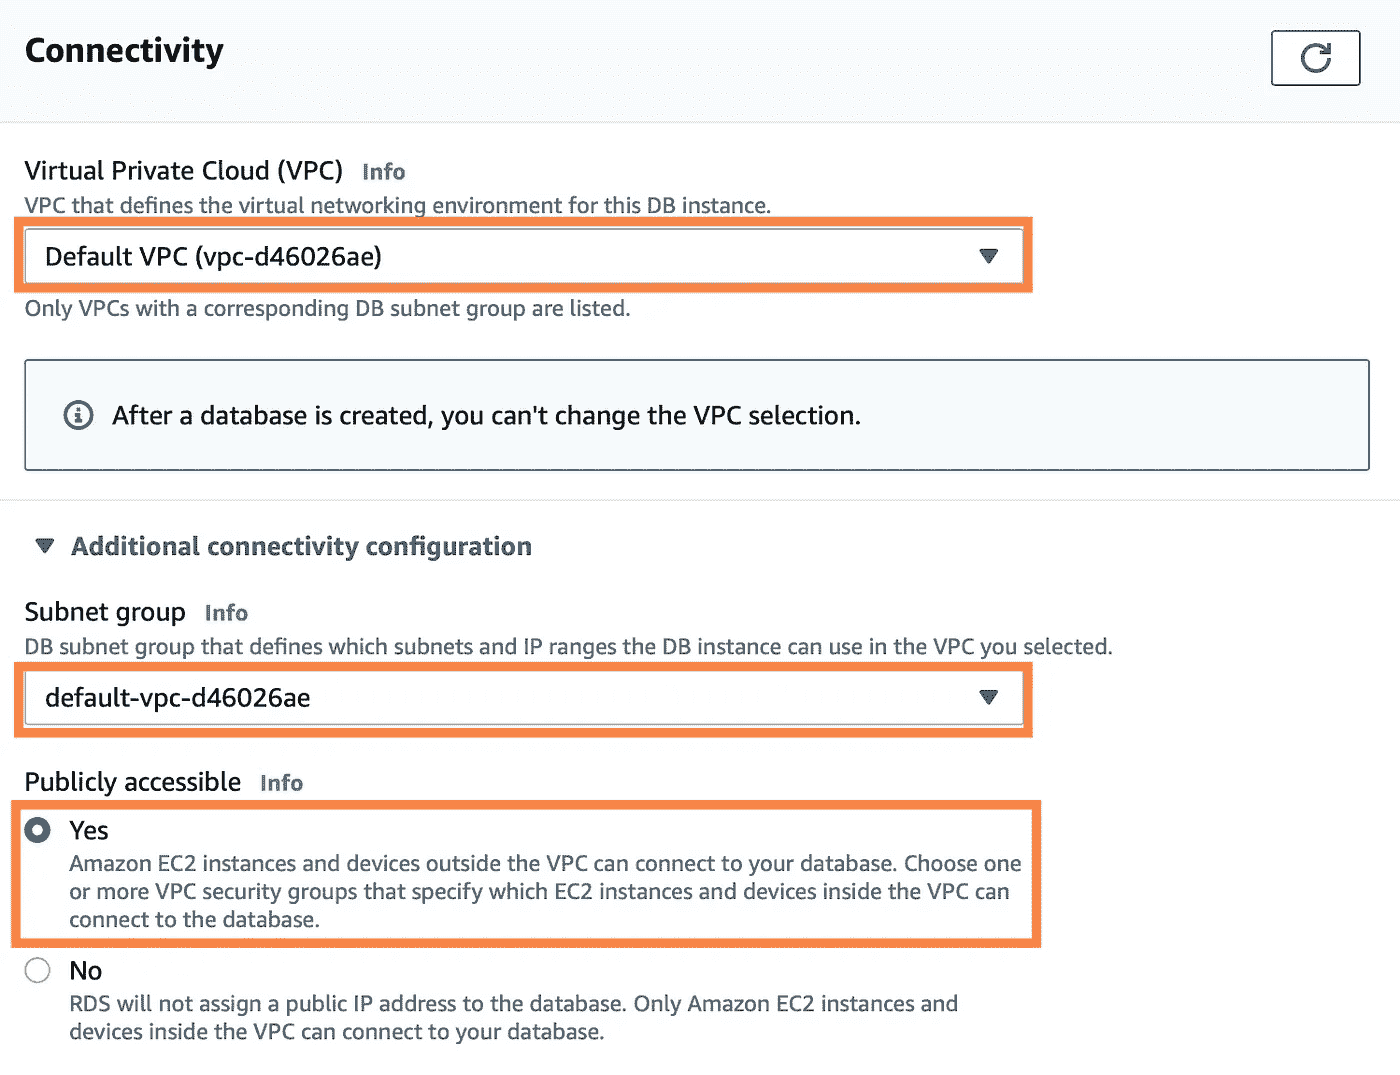 Connectivity
Virtual Private Cloud (VPC) Info
VPC that defines the virtual networking environment for this DB instance.
Default VPC (vpc-d46026ae)
Only VPCs with a corresponding DB subnet group are listed.
After a database is created, you can't change the VPC selection.
Additional connectivity configuration
Subnet group Info
DB subnet group that defines which subnets and IP ranges the DB instance can use in the VPC you selected.
default-vpc-d46026ae
Publicly accessible Info
Yes
Amazon EC2 instances and devices outside the VPC can connect to your database. Choose one
or more VPC security groups that specify which EC2 instances and devices inside the VPC can
connect to the database.
No
RDS will not assign a public IP address to the database. Only Amazon EC2 instances and
devices inside the VPC can connect to your database.